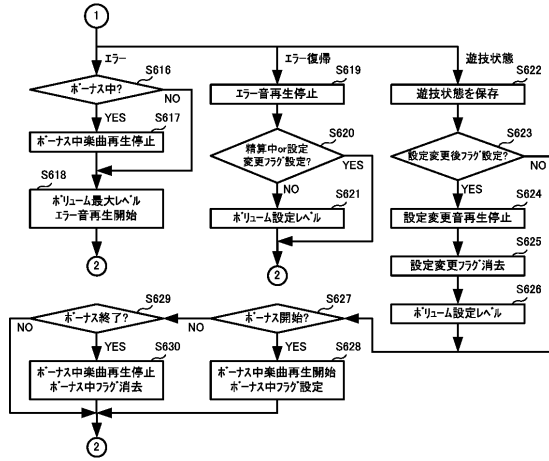 1
エラー
エラー復帰
遊技状態
S616
ボーナス中?
NO
YES
S617
ボーナス中楽曲再生停止
S618
ボリューム最大レベル
エラー音再生開始
2
S619
エラー音再生停止
S620
精算中or設定
変更フラグ設定?
YES
NO
S621
ボリューム設定レベル
2
S622
遊技状態を保存
S623
設定変更後フラグ設定?
YES
NO
S624
設定変更音再生停止
S625
設定変更フラグ消去
S626
ボリューム設定レベル
S627
ボーナス開始?
NO
YES
S628
ボーナス中楽曲再生開始
ボーナス中フラグ設定
S629
ボーナス終了?
NO
YES
S630
ボーナス中楽曲再生停止
ボーナス中フラグ消去
2